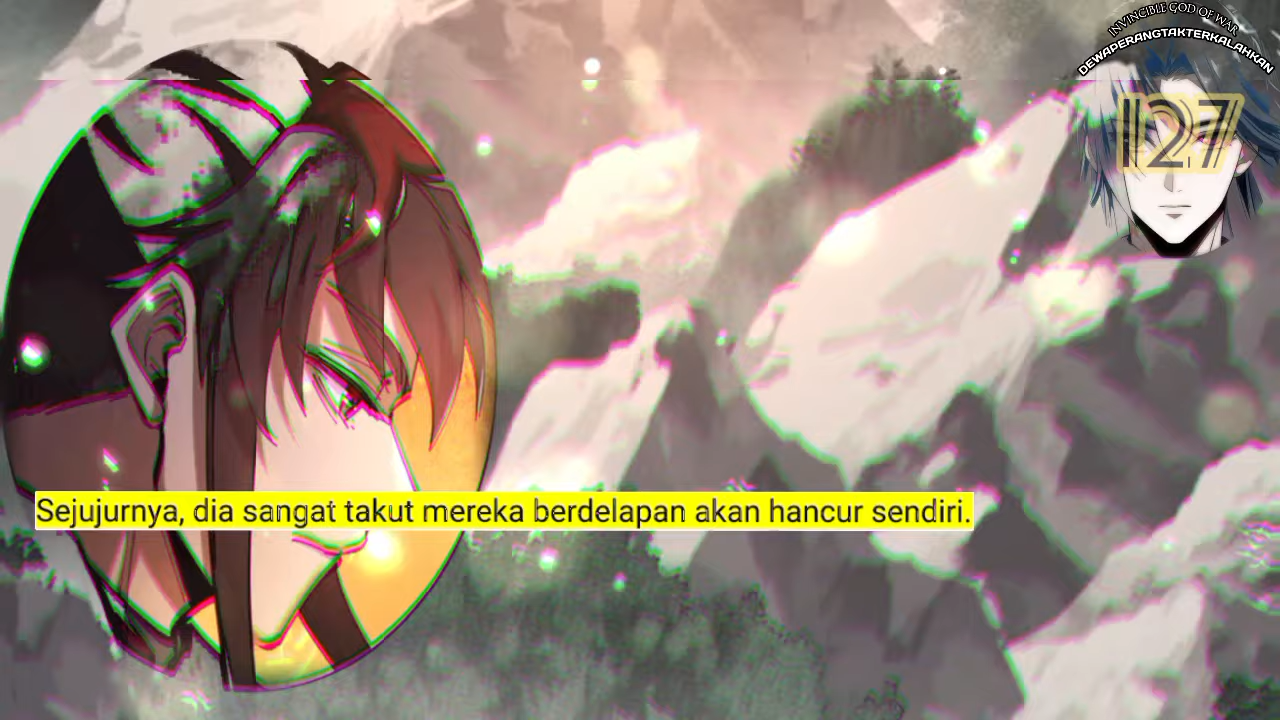 INVINCIBLE GOD OF WAR
DEWAPERANGTAKTERKALAHKAN
127
Sejujurnya, dia sangat takut mereka berdelapan akan hancur sendiri.